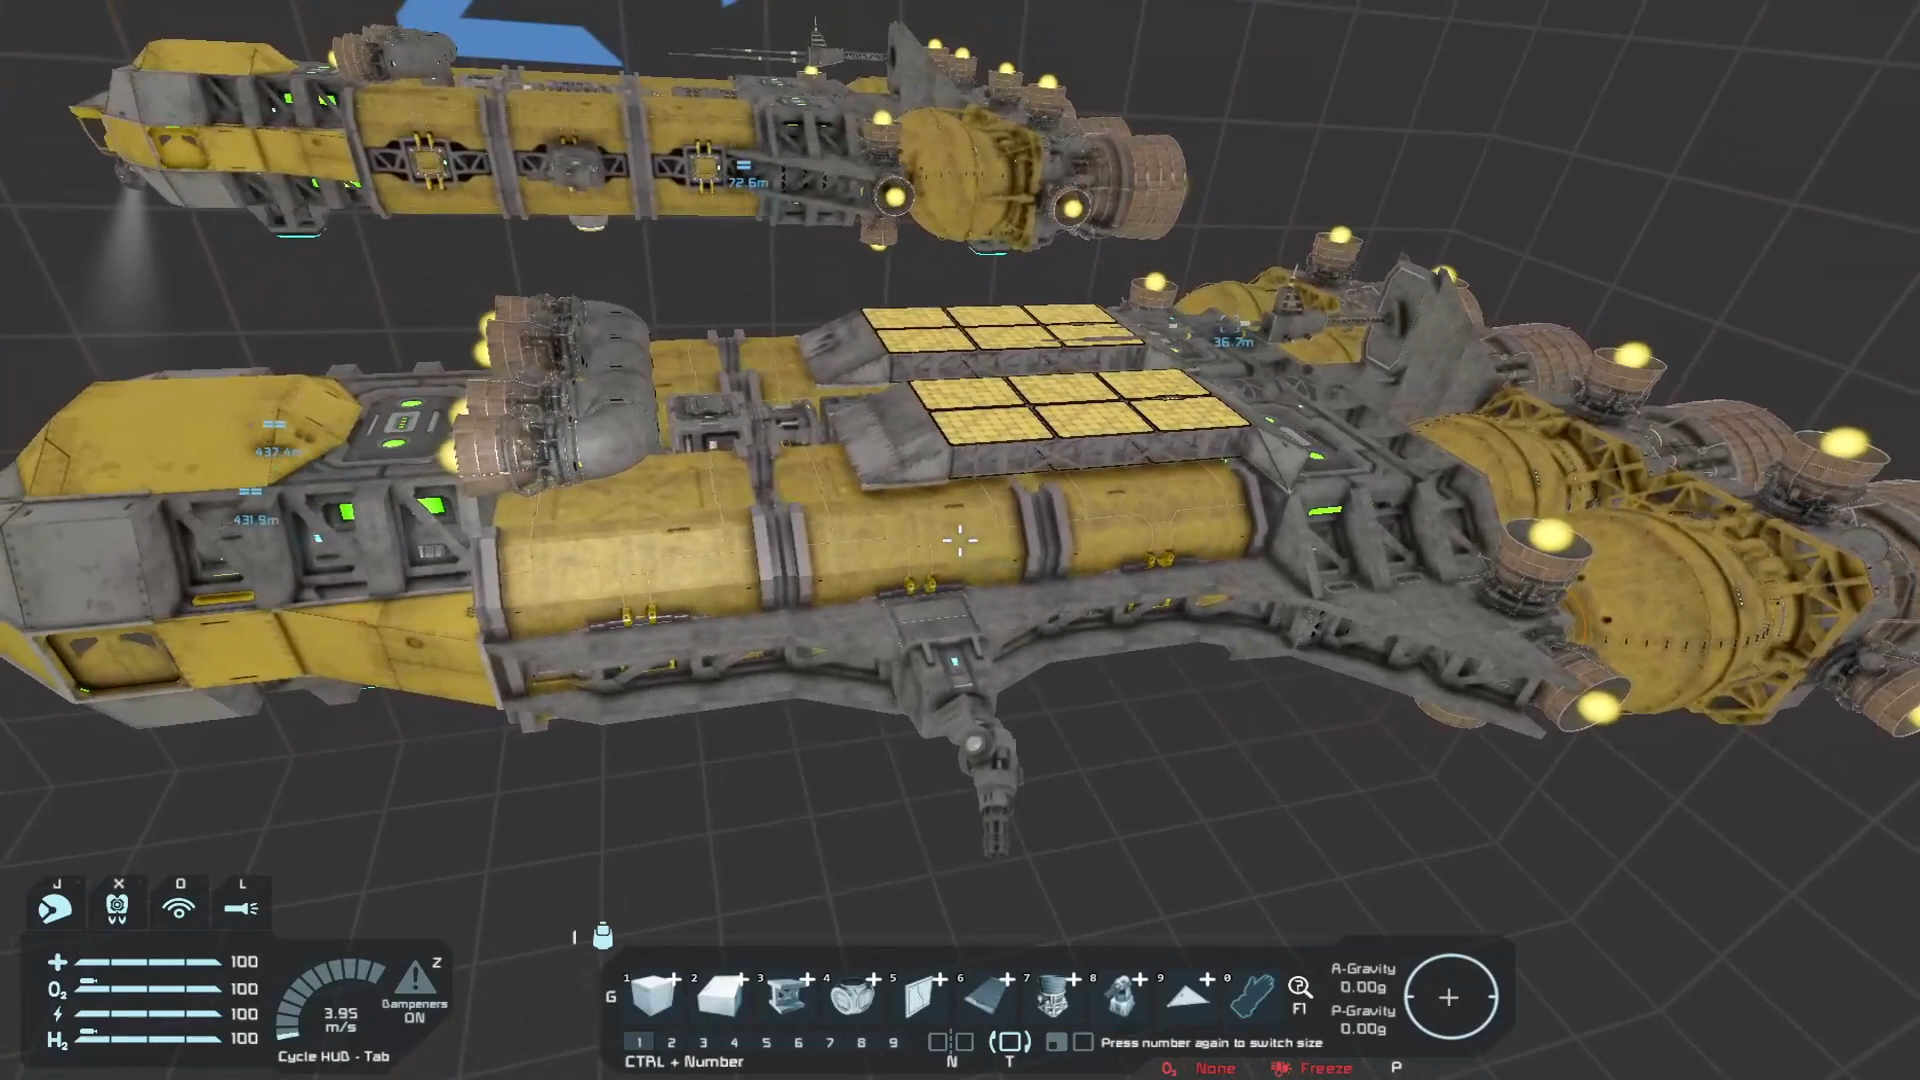 72.6m
36.7m
437.4m
431.9m
J X O L
100
O2 100
100
H2 100
3.95
m/s
Z
Dampeners
ON
Cycle HUD - Tab
G 1 2 3 4 5 6 7 8 9 0
F1
1 2 3 4 5 6 7 8 9
N T
Press number again to switch size
CTRL + Number
A-Gravity
0.00g
P-Gravity
0.00g
O2 None Freeze P